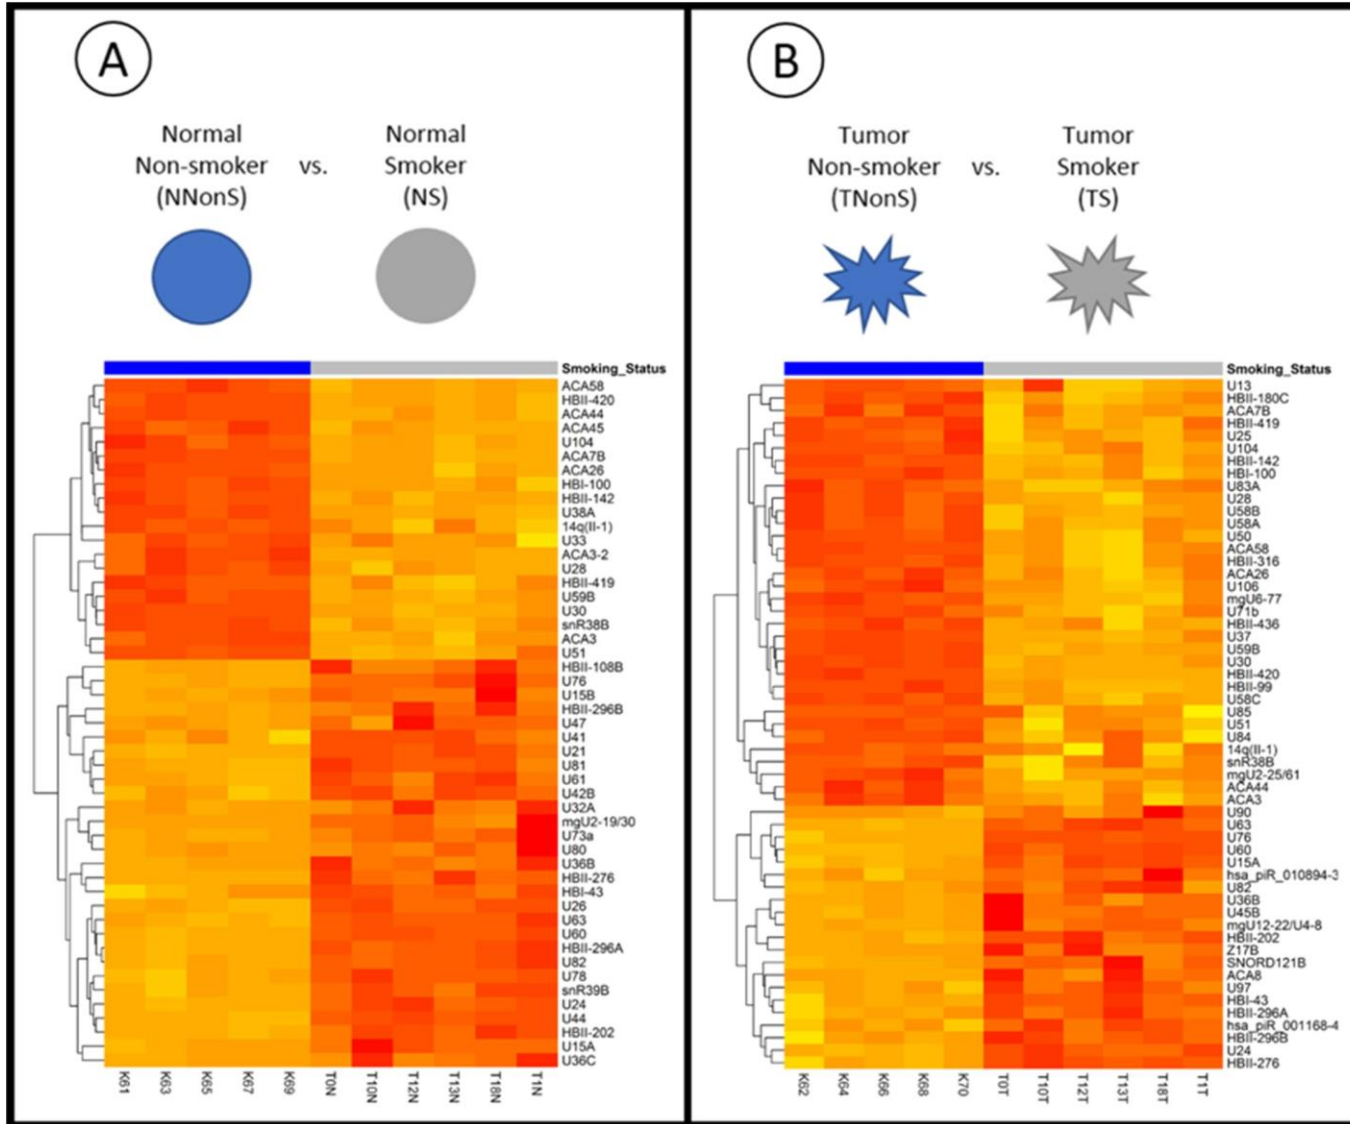 A
Normal
Non-smoker
(NNonS)
vs.
Normal
Smoker
(NS)
Smoking_Status
ACA58
HBII-420
ACA44
ACA45
U104
ACA7B
ACA26
HBI-100
HBII-142
U38A
14q(II-1)
U33
ACA3-2
U28
HBII-419
U59B
U30
snR38B
ACA3
U51
HBII-108B
U76
U15B
HBII-296B
U47
U41
U21
U81
U61
U42B
U32A
mgU2-19/30
U73a
U80
U36B
HBII-276
HBI-43
U26
U63
U60
HBII-296A
U82
U78
snR39B
U24
U44
HBII-202
U15A
U36C
K61 K63 K65 K67 K69 T0N T10N T12N T13N T18N T1N
B
Tumor
Non-smoker
(TNonS)
vs.
Tumor
Smoker
(TS)
Smoking_Status
U13
HBII-180C
ACA7B
HBII-419
U25
U104
HBII-142
HBI-100
U83A
U28
U58B
U58A
U50
ACA58
HBII-316
ACA26
U106
mgU6-77
U71b
HBII-436
U37
U59B
U30
HBII-420
HBII-99
U58C
U85
U51
U84
14q(II-1)
snR38B
mgU2-25/61
ACA44
ACA3
U90
U63
U76
U60
U15A
hsa_piR_010894-3
U82
U36B
U45B
mgU12-22/U4-8
HBII-202
Z17B
SNORD121B
ACA8
U97
HBI-43
HBII-296A
hsa_piR_001168-4
HBII-296B
U24
HBII-276
K62 K64 K66 K68 K70 T0T T10T T12T T13T T18T T1T